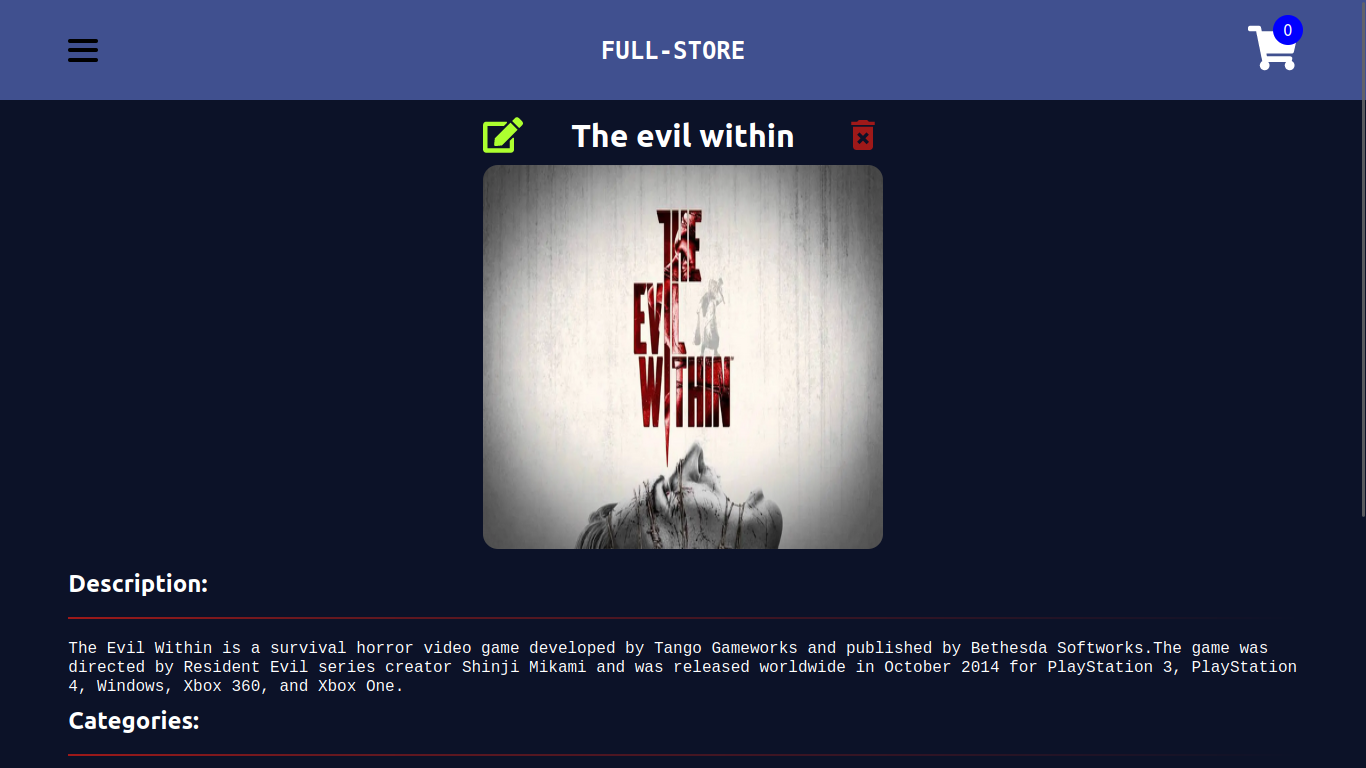 FULL-STORE
0
The evil within
THE
EVIL
WITHIN
Description:
The Evil Within is a survival horror video game developed by Tango Gameworks and published by Bethesda Softworks.The game was
directed by Resident Evil series creator Shinji Mikami and was released worldwide in October 2014 for PlayStation 3, PlayStation
4, Windows, Xbox 360, and Xbox One.
Categories: